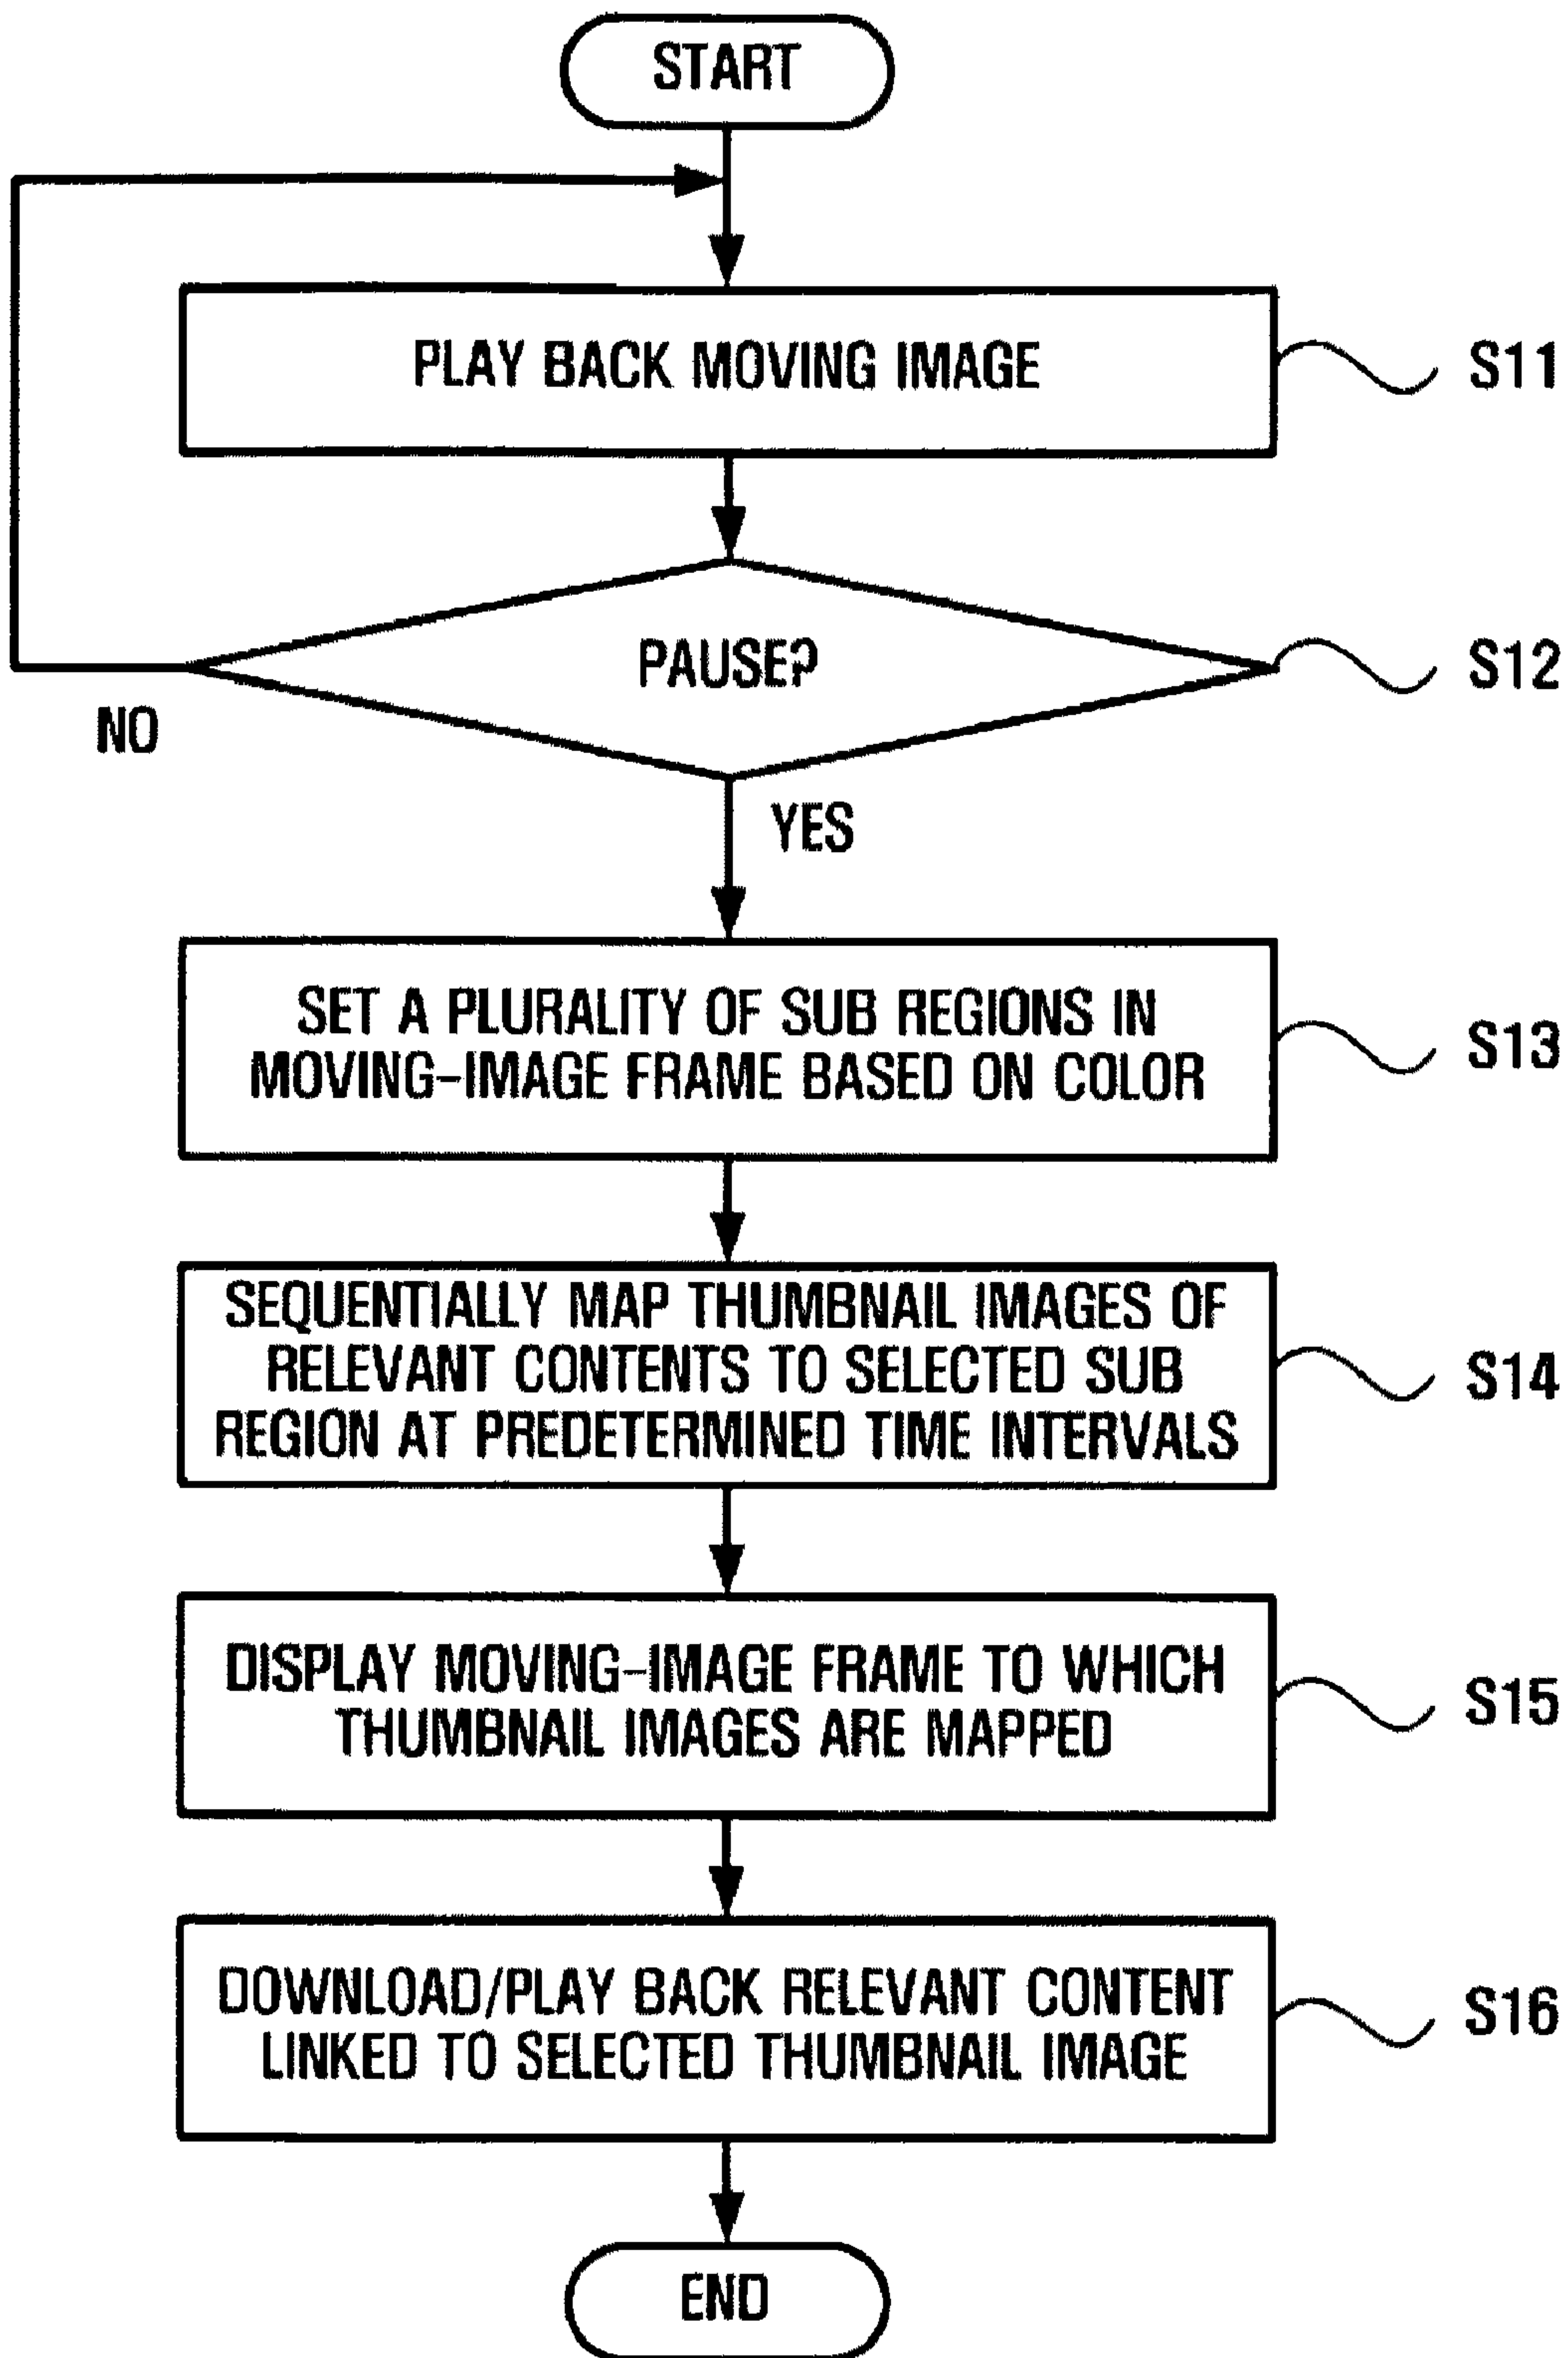 START
PLAY BACK MOVING IMAGE
S11
PAUSE?
S12
NO
YES
SET A PLURALITY OF SUB REGIONS IN
MOVING-IMAGE FRAME BASED ON COLOR
S13
SEQUENTIALLY MAP THUMBNAIL IMAGES OF
RELEVANT CONTENTS TO SELECTED SUB
REGION AT PREDETERMINED TIME INTERVALS
S14
DISPLAY MOVING-IMAGE FRAME TO WHICH
THUMBNAIL IMAGES ARE MAPPED
S15
DOWNLOAD/PLAY BACK RELEVANT CONTENT
LINKED TO SELECTED THUMBNAIL IMAGE
S16
END